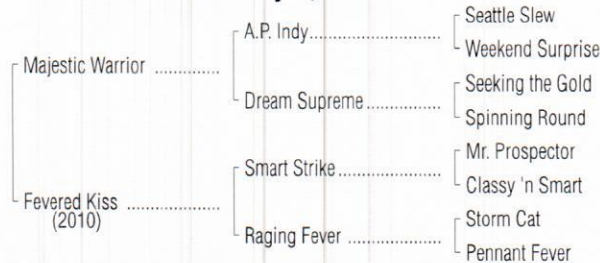 Seattle Slew
A.P. Indy
Weekend Surprise
Majestic Warrior
Seeking the Gold
Dream Supreme
Spinning Round
Mr. Prospector
Smart Strike
Classy 'n Smart
Fevered Kiss
(2010)
Storm Cat
Raging Fever
Pennant Fever